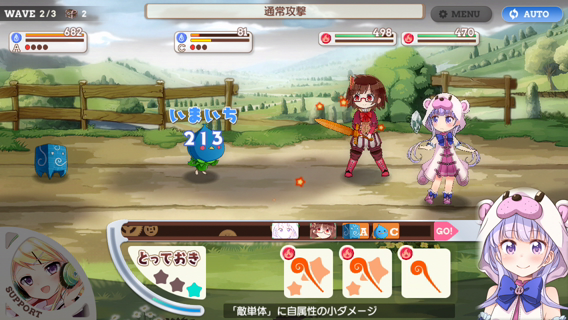 WAVE 2/3
2
通常攻撃
MENU
AUTO
682
A
81
C
498
470
いまいち
213
A
C
GO!
とっておき
SUPPORT
「敵単体」に自属性の小ダメージ